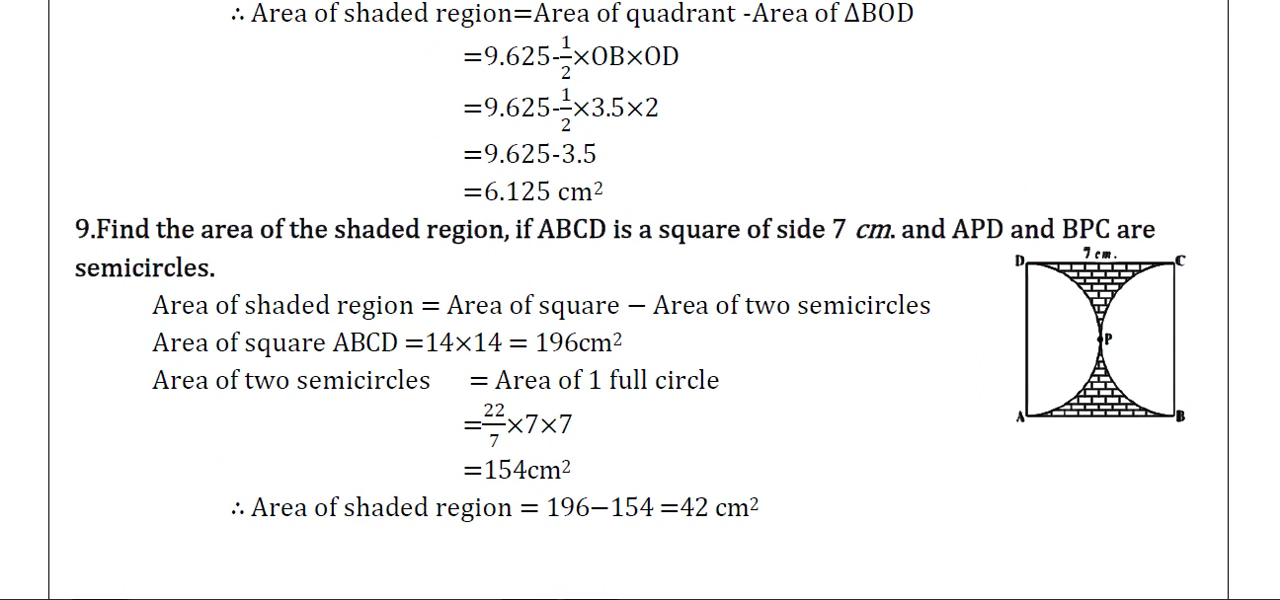 ∴ Area of shaded region=Area of quadrant -Area of ΔBOD
=9.625-1/2×OB×OD
=9.625-1/2×3.5×2
=9.625-3.5
=6.125 cm²
9.Find the area of the shaded region, if ABCD is a square of side 7 cm. and APD and BPC are
semicircles.
7 cm.
D C
Area of shaded region = Area of square − Area of two semicircles
Area of square ABCD =14×14 = 196cm²
P
Area of two semicircles = Area of 1 full circle
A B
=22/7×7×7
=154cm²
∴ Area of shaded region = 196−154 =42 cm²